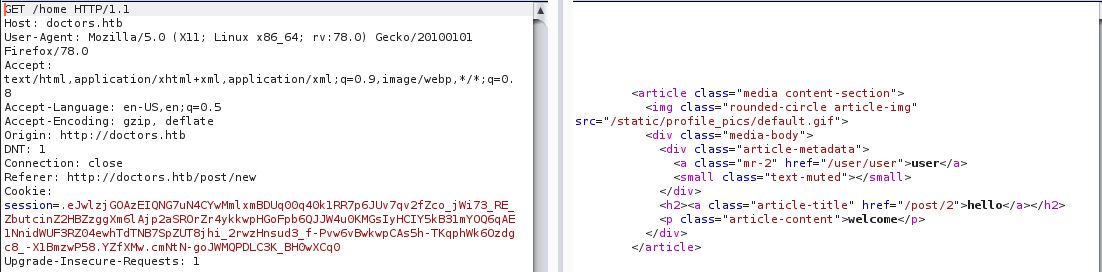 GET /home HTTP/1.1
Host: doctors.htb
User-Agent: Mozilla/5.0 (X11; Linux x86_64; rv:78.0) Gecko/20100101
Firefox/78.0
Accept:
text/html,application/xhtml+xml,application/xml;q=0.9,image/webp,*/*;q=0.
8
Accept-Language: en-US,en;q=0.5
Accept-Encoding: gzip, deflate
Origin: http://doctors.htb
DNT: 1
Connection: close
Referer: http://doctors.htb/post/new
Cookie:
session=.eJwlzjGOAzEIQNG7uN4CYwMmlxmBDUq00q40k1RR7p6JUv7qv2fZco_jWi73_RE_
ZbutcinZ2HBZzggXm6lAjp2aSROrZr4ykkwpHGoFpb6QJJW4u0KMGsIyHCIY5kB31mYOQ6qAE
1NnidWUF3RZ04ewhTdTNB7SpZUT8jhi_2rwzHnsud3_f-Pvw6vBwkwpCAs5h-TKqphWk6Ozdg
c8_-X1BmzwP58.YZfXMw.cmNtN-goJWMQPDLC3K_BHOwXCq0
Upgrade-Insecure-Requests: 1
<article class="media content-section">
<img class="rounded-circle article-img"
src="/static/profile_pics/default.gif">
<div class="media-body">
<div class="article-metadata">
<a class="mr-2" href="/user/user">user</a>
<small class="text-muted"></small>
</div>
<h2><a class="article-title" href="/post/2">hello</a></h2>
<p class="article-content">welcome</p>
</div>
</article>